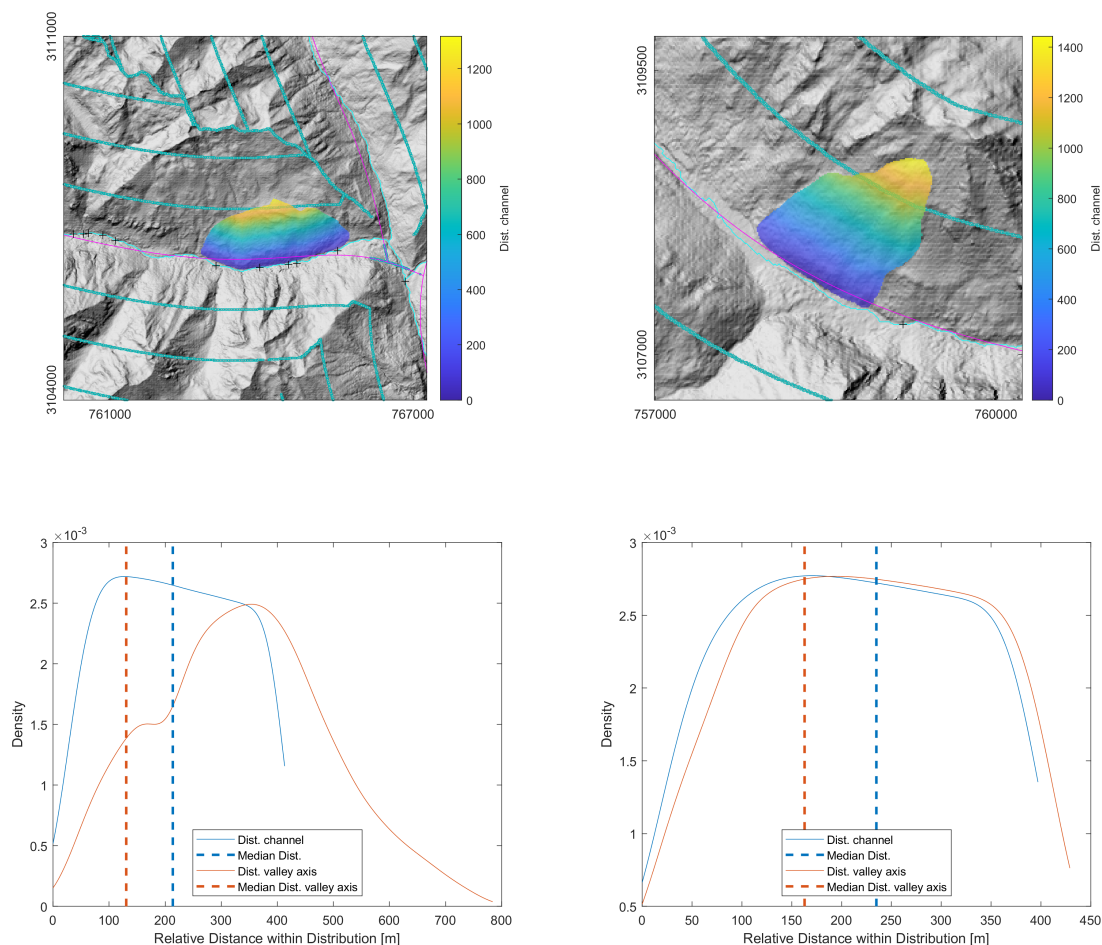 3111000
3104000
761000
767000
1200
1000
800
600
400
200
0
Dist. channel
3109500
3107000
757000
760000
1400
1200
1000
800
600
400
200
0
Dist. channel
×10-3
3
2.5
2
1.5
1
0.5
0
Density
0 100 200 300 400 500 600 700 800
Relative Distance within Distribution [m]
Dist. channel
Median Dist.
Dist. valley axis
Median Dist. valley axis
×10-3
3
2.5
2
1.5
1
0.5
Density
0 50 100 150 200 250 300 350 400 450
Relative Distance within Distribution [m]
Dist. channel
Median Dist.
Dist. valley axis
Median Dist. valley axis